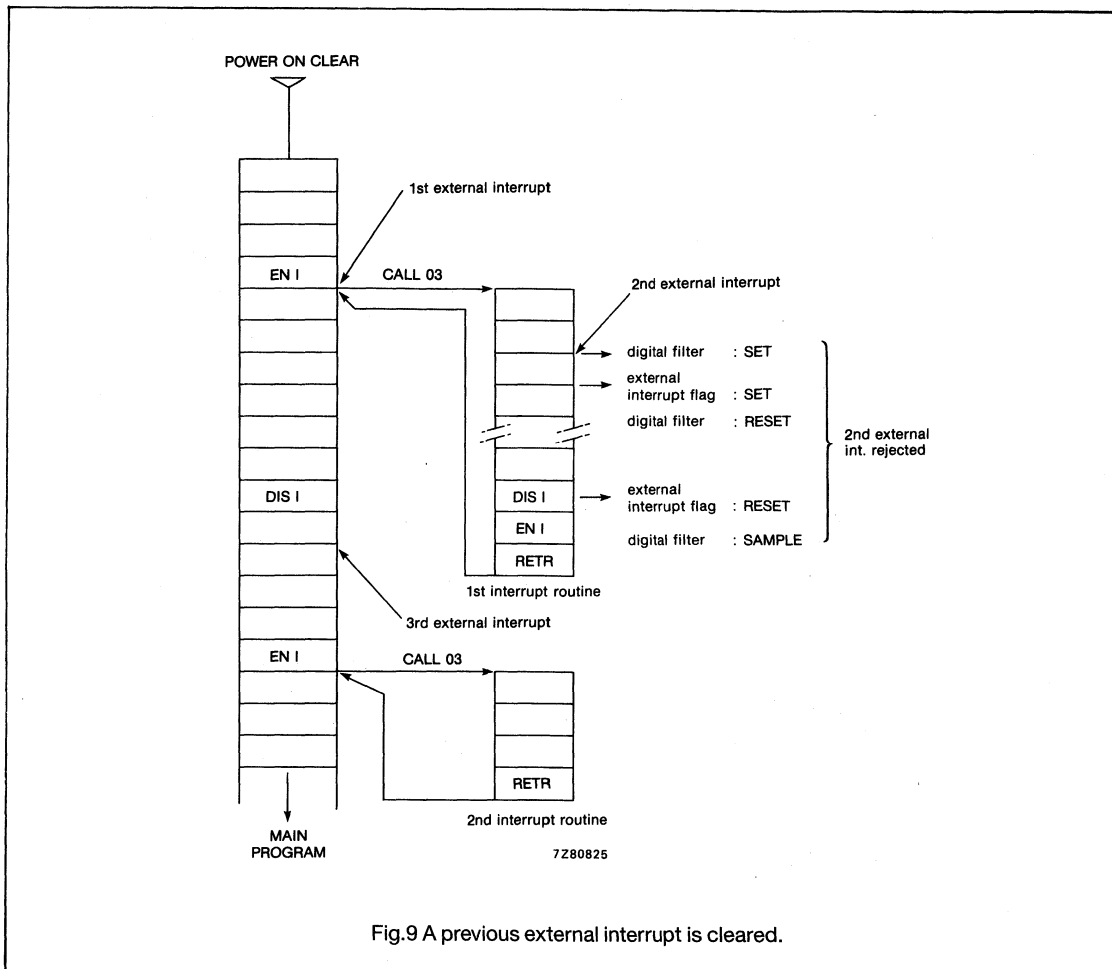 POWER ON CLEAR
1st external interrupt
EN I
CALL 03
2nd external interrupt
digital filter : SET
external
interrupt flag : SET
digital filter : RESET
2nd external
int. rejected
DIS I
DIS I
external
interrupt flag : RESET
EN I
digital filter : SAMPLE
RETR
1st interrupt routine
3rd external interrupt
EN I
CALL 03
RETR
2nd interrupt routine
MAIN
PROGRAM
7Z80825
Fig.9 A previous external interrupt is cleared.